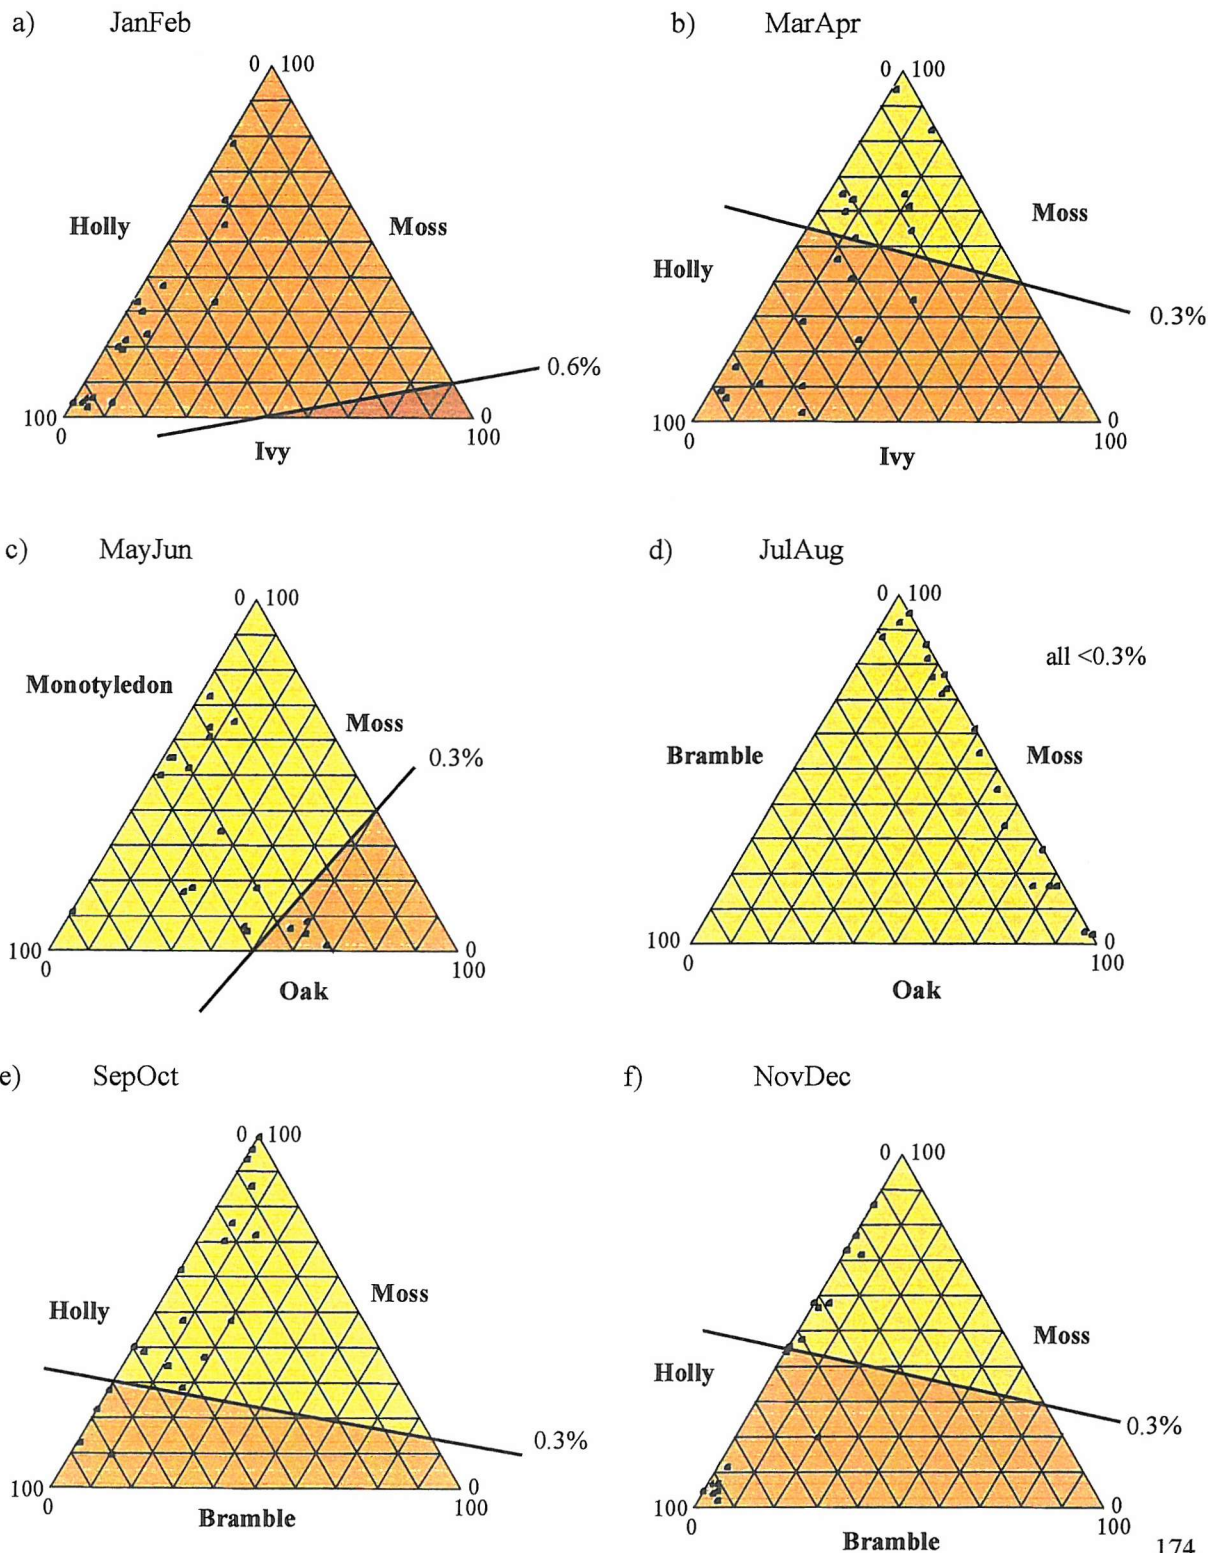 a) JanFeb
0 100
Holly
Moss
0.6%
100
0
0
100
Ivy
b) MarApr
0 100
Moss
Holly
0.3%
100
0
0
100
Ivy
c) MayJun
0 100
Monotyledon
Moss
0.3%
100
0
0
100
Oak
d) JulAug
0 100
all <0.3%
Bramble
Moss
100
0
0
100
Oak
e) SepOct
0 100
Moss
Holly
0.3%
100
0
0
100
Bramble
f) NovDec
0 100
Moss
Holly
0.3%
100
0
0
100
Bramble
174